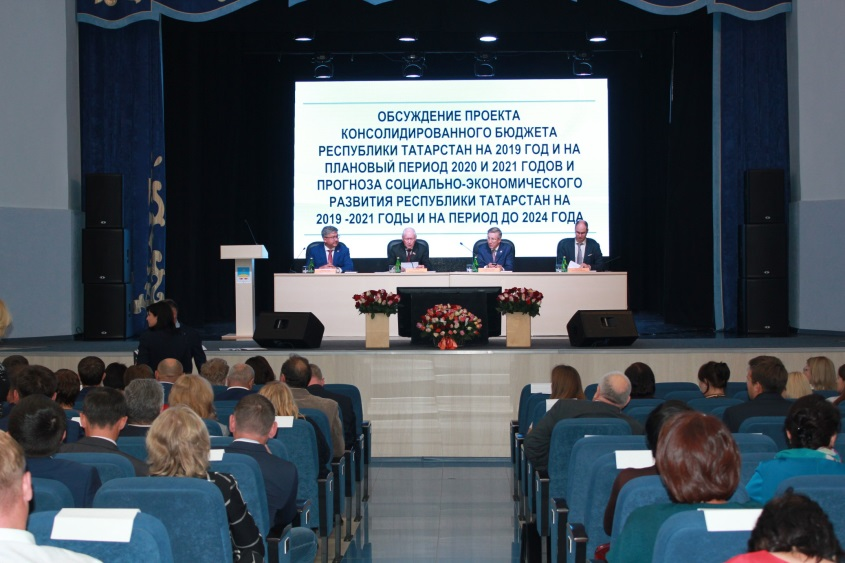 ОБСУЖДЕНИЕ ПРОЕКТА
КОНСОЛИДИРОВАННОГО БЮДЖЕТА
РЕСПУБЛИКИ ТАТАРСТАН НА 2019 ГОД И НА
ПЛАНОВЫЙ ПЕРИОД 2020 И 2021 ГОДОВ И
ПРОГНОЗА СОЦИАЛЬНО-ЭКОНОМИЧЕСКОГО
РАЗВИТИЯ РЕСПУБЛИКИ ТАТАРСТАН НА
2019 -2021 ГОДЫ И НА ПЕРИОД ДО 2024 ГОДА